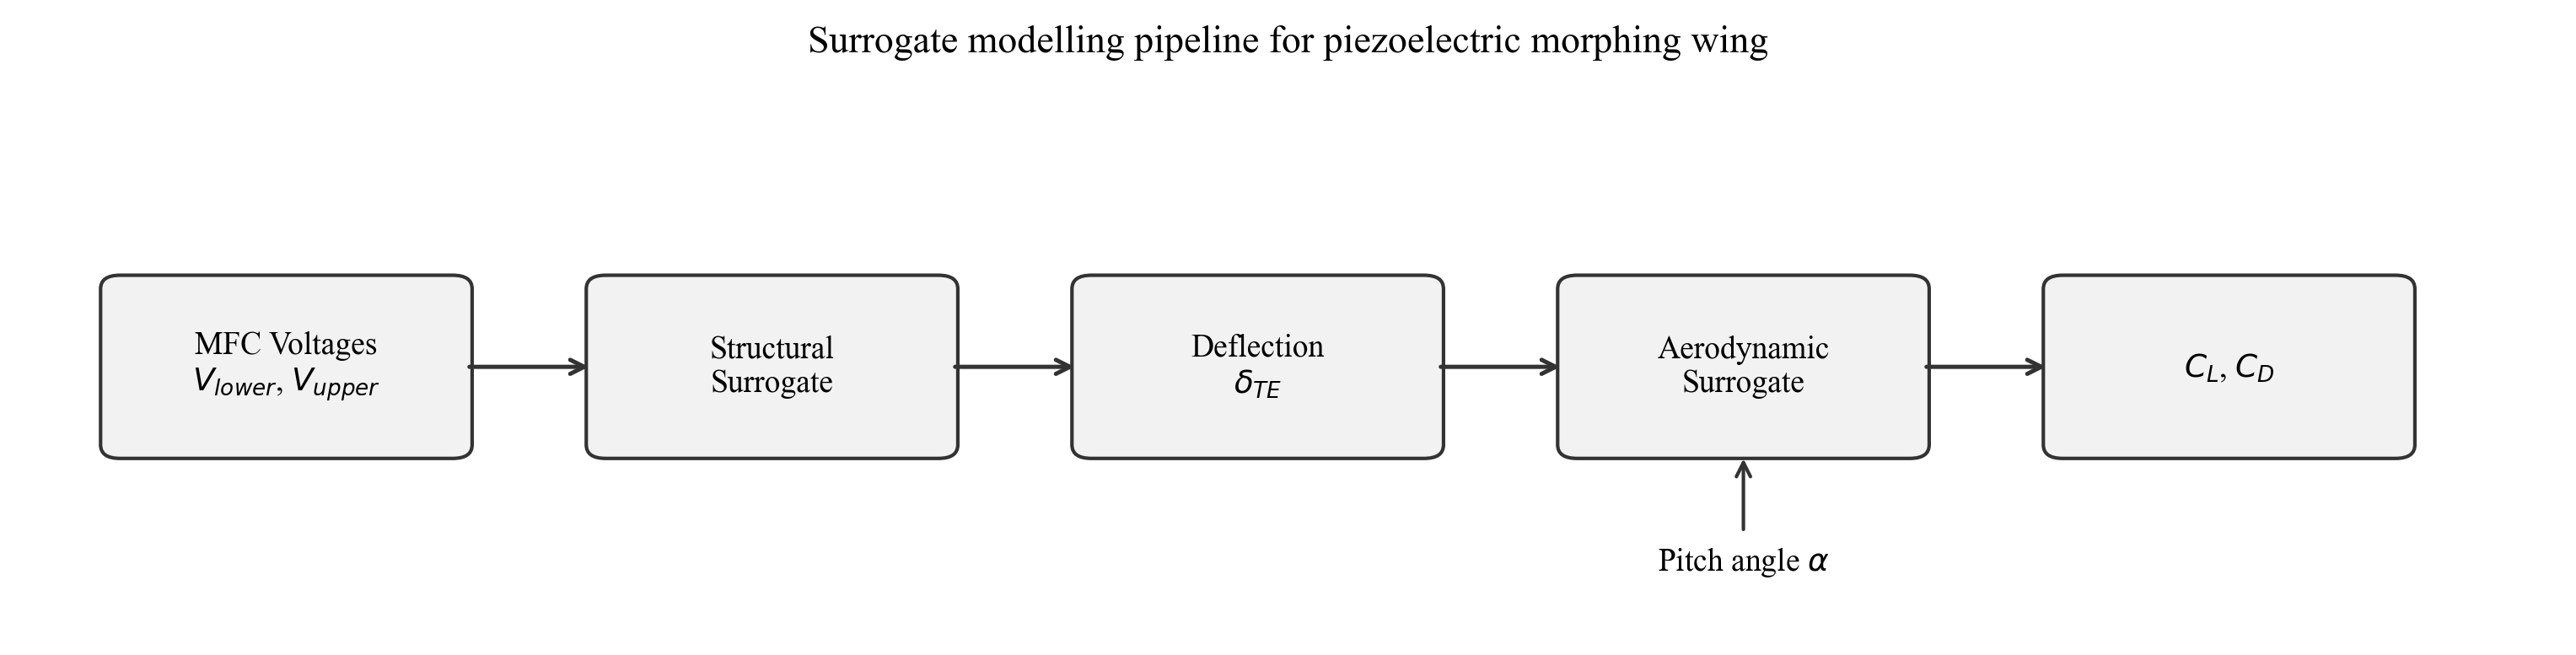 Surrogate modelling pipeline for piezoelectric morphing wing
MFC Voltages
V_lower, V_upper
Structural
Surrogate
Deflection
δ_TE
Aerodynamic
Surrogate
C_L, C_D
Pitch angle α